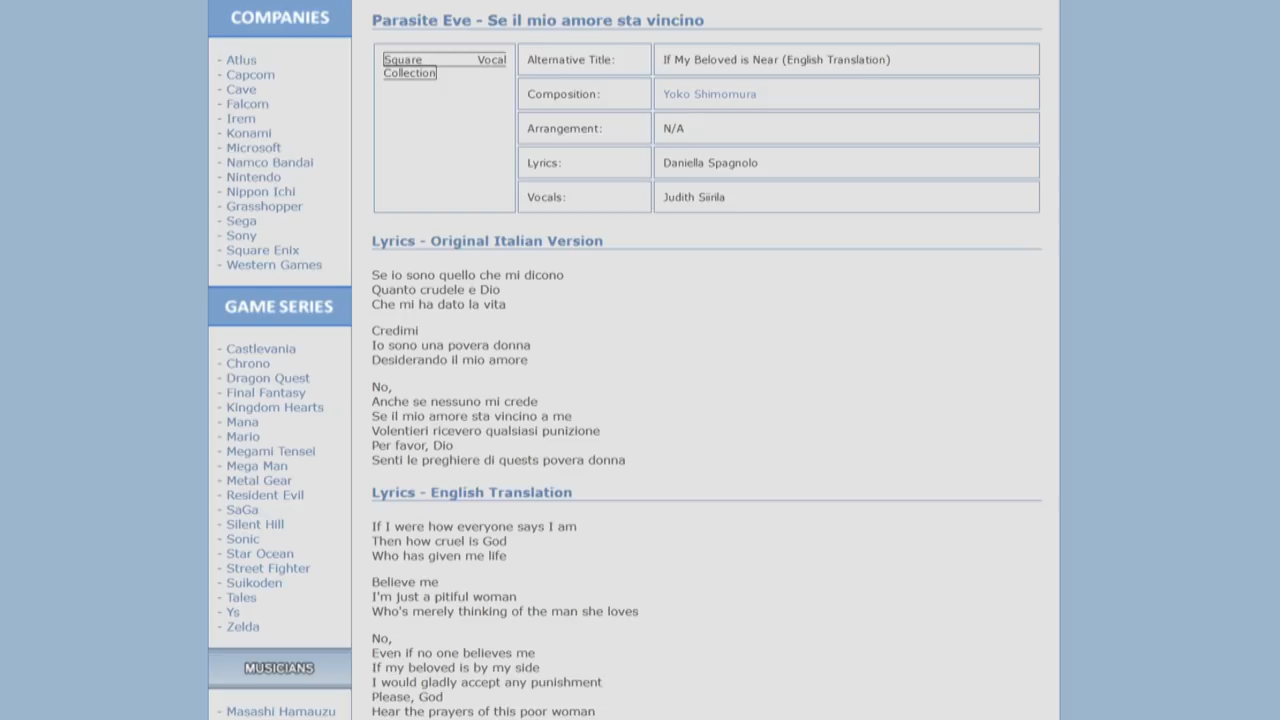 COMPANIES
- Atlus
- Capcom
- Cave
- Falcom
- Irem
- Konami
- Microsoft
- Namco Bandai
- Nintendo
- Nippon Ichi
- Grasshopper
- Sega
- Sony
- Square Enix
- Western Games
GAME SERIES
- Castlevania
- Chrono
- Dragon Quest
- Final Fantasy
- Kingdom Hearts
- Mana
- Mario
- Megami Tensei
- Mega Man
- Metal Gear
- Resident Evil
- SaGa
- Silent Hill
- Sonic
- Star Ocean
- Street Fighter
- Suikoden
- Tales
- Ys
- Zelda
MUSICIANS
- Masashi Hamauzu
Parasite Eve - Se il mio amore sta vincino
Square Vocal
Collection
Alternative Title: If My Beloved is Near (English Translation)
Composition: Yoko Shimomura
Arrangement: N/A
Lyrics: Daniella Spagnolo
Vocals: Judith Siirila
Lyrics - Original Italian Version
Se io sono quello che mi dicono
Quanto crudele e Dio
Che mi ha dato la vita
Credimi
Io sono una povera donna
Desiderando il mio amore
No,
Anche se nessuno mi crede
Se il mio amore sta vincino a me
Volentieri ricevero qualsiasi punizione
Per favor, Dio
Senti le preghiere di quests povera donna
Lyrics - English Translation
If I were how everyone says I am
Then how cruel is God
Who has given me life
Believe me
I'm just a pitiful woman
Who's merely thinking of the man she loves
No,
Even if no one believes me
If my beloved is by my side
I would gladly accept any punishment
Please, God
Hear the prayers of this poor woman